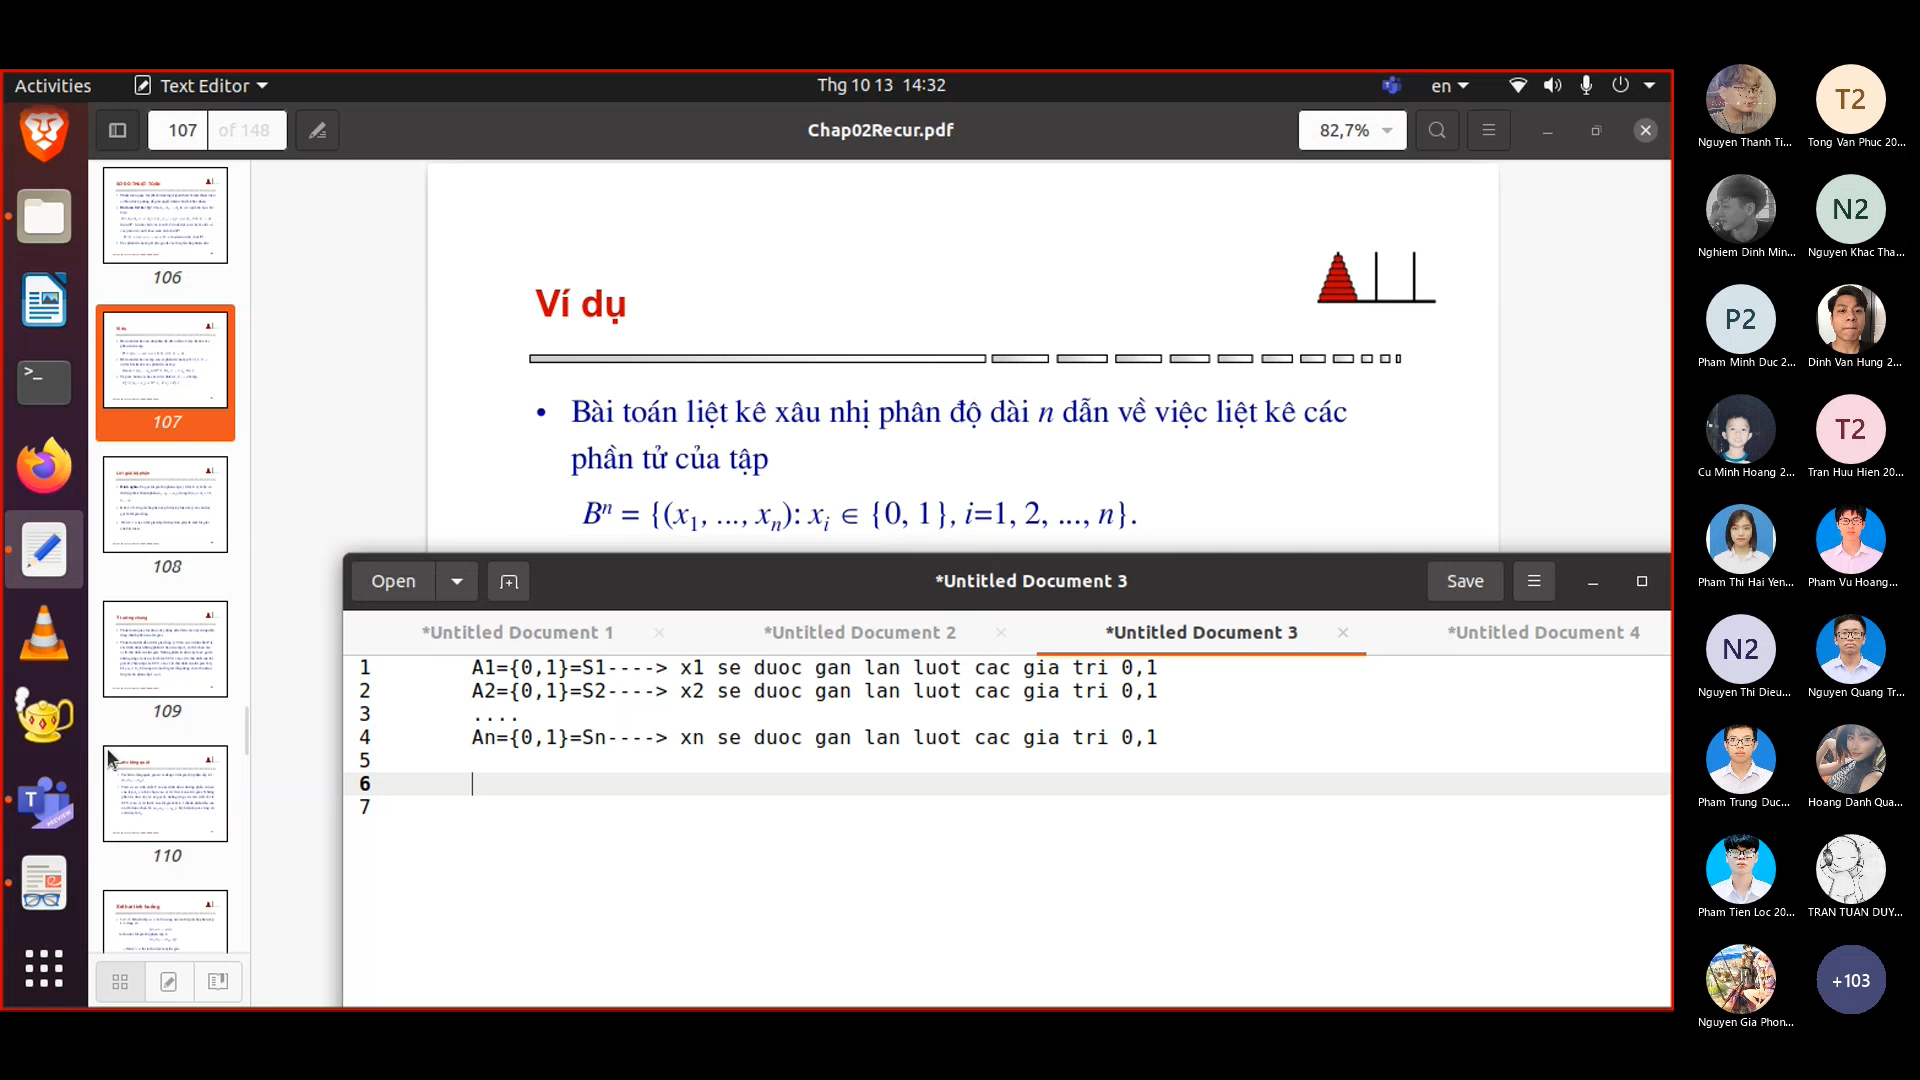 Activities
Text Editor
Thg 10 13 14:32
en
107 of 148
Chap02Recur.pdf
82,7%
106
Ví dụ
107
108
109
110
Ví dụ
• Bài toán liệt kê xâu nhị phân độ dài n dẫn về việc liệt kê các
phần tử của tập
Bⁿ = {(x₁, ..., xₙ): xᵢ ∈ {0, 1}, i=1, 2, ..., n}.
Open
*Untitled Document 3
Save
*Untitled Document 1
*Untitled Document 2
*Untitled Document 3
*Untitled Document 4
1 A1={0,1}=S1----> x1 se duoc gan lan luot cac gia tri 0,1
2 A2={0,1}=S2----> x2 se duoc gan lan luot cac gia tri 0,1
3 ....
4 An={0,1}=Sn----> xn se duoc gan lan luot cac gia tri 0,1
5
6
7
Nguyen Thanh Ti...
T2
Tong Van Phuc 20...
Nghiem Dinh Min...
N2
Nguyen Khac Tha...
P2
Pham Minh Duc 2...
Dinh Van Hung 2...
Cu Minh Hoang 2...
T2
Tran Huu Hien 20...
Pham Thi Hai Yen...
Pham Vu Hoang...
N2
Nguyen Thi Dieu...
Nguyen Quang Tr...
Pham Trung Duc...
Hoang Danh Qua...
Pham Tien Loc 20...
TRAN TUAN DUY...
Nguyen Gia Phon...
+103